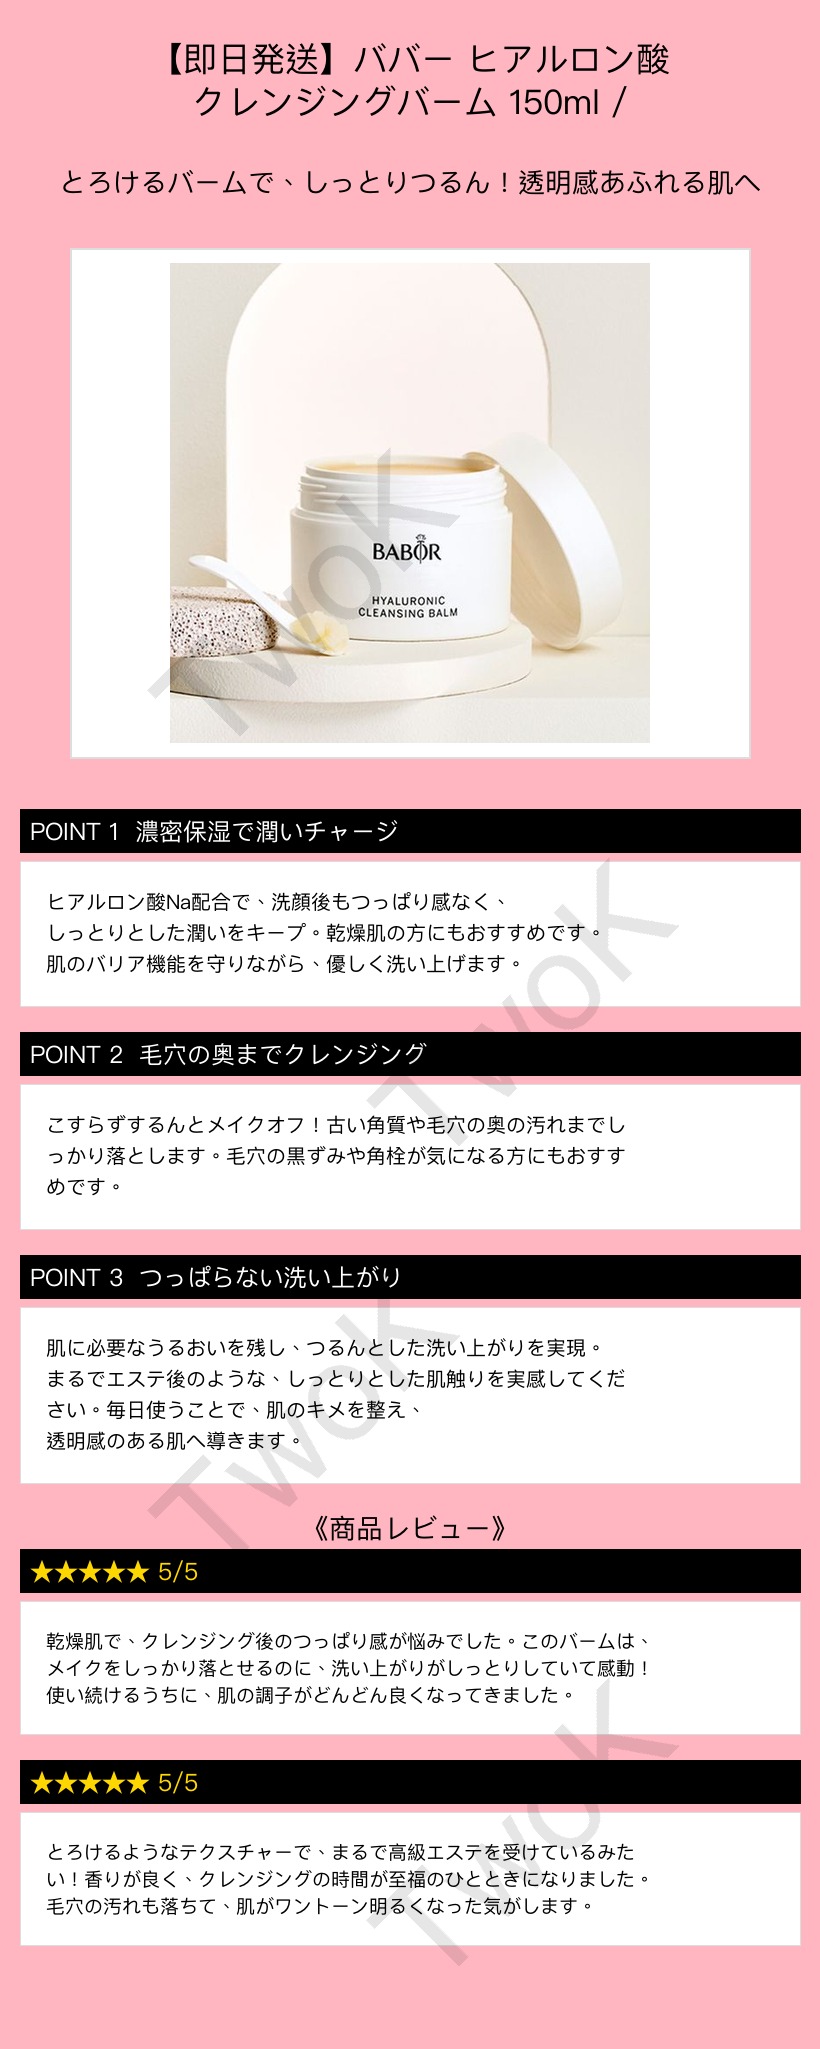 【即日発送】ババー ヒアルロン酸
クレンジングバーム 150ml /
とろけるバームで、しっとりつるん！透明感あふれる肌へ
BABOR
HYALURONIC
CLEANSING BALM
TwoK
POINT 1 濃密保湿で潤いチャージ
ヒアルロン酸Na配合で、洗顔後もつっぱり感なく、
しっとりとした潤いをキープ。乾燥肌の方にもおすすめです。
肌のバリア機能を守りながら、優しく洗い上げます。
TwoK
POINT 2 毛穴の奥までクレンジング
こすらずするんとメイクオフ！古い角質や毛穴の奥の汚れまでし
っかり落とします。毛穴の黒ずみや角栓が気になる方にもおすす
めです。
POINT 3 つっぱらない洗い上がり
肌に必要なうるおいを残し、つるんとした洗い上がりを実現。
まるでエステ後のような、しっとりとした肌触りを実感してくだ
さい。毎日使うことで、肌のキメを整え、
透明感のある肌へ導きます。
TwoK
《商品レビュー》
★★★★★ 5/5
乾燥肌で、クレンジング後のつっぱり感が悩みでした。このバームは、
メイクをしっかり落とせるのに、洗い上がりがしっとりしていて感動！
使い続けるうちに、肌の調子がどんどん良くなってきました。
★★★★★ 5/5
とろけるようなテクスチャーで、まるで高級エステを受けているみた
い！香りが良く、クレンジングの時間が至福のひとときになりました。
毛穴の汚れも落ちて、肌がワントーン明るくなった気がします。
TwoK